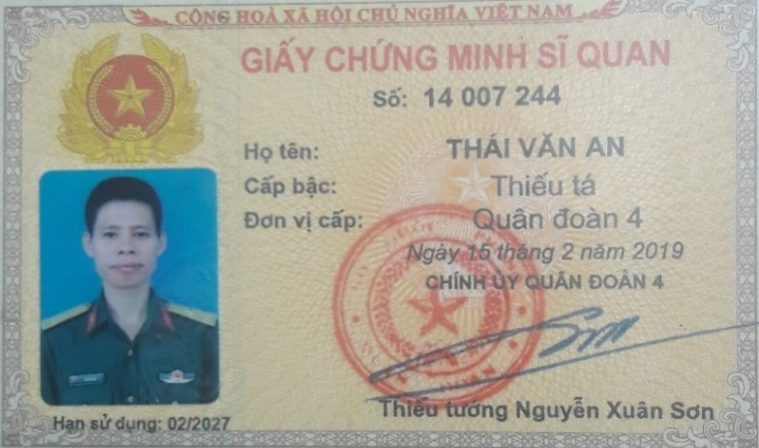 CỘNG HOÀ XÃ HỘI CHỦ NGHĨA VIỆT NAM
GIẤY CHỨNG MINH SĨ QUAN
Số: 14 007 244
Họ tên: THÁI VĂN AN
Cấp bậc: Thiếu tá
Đơn vị cấp: Quân đoàn 4
Ngày 15 tháng 2 năm 2019
CHÍNH ỦY QUÂN ĐOÀN 4
Thiếu tướng Nguyễn Xuân Sơn
Hạn sử dụng: 02/2027